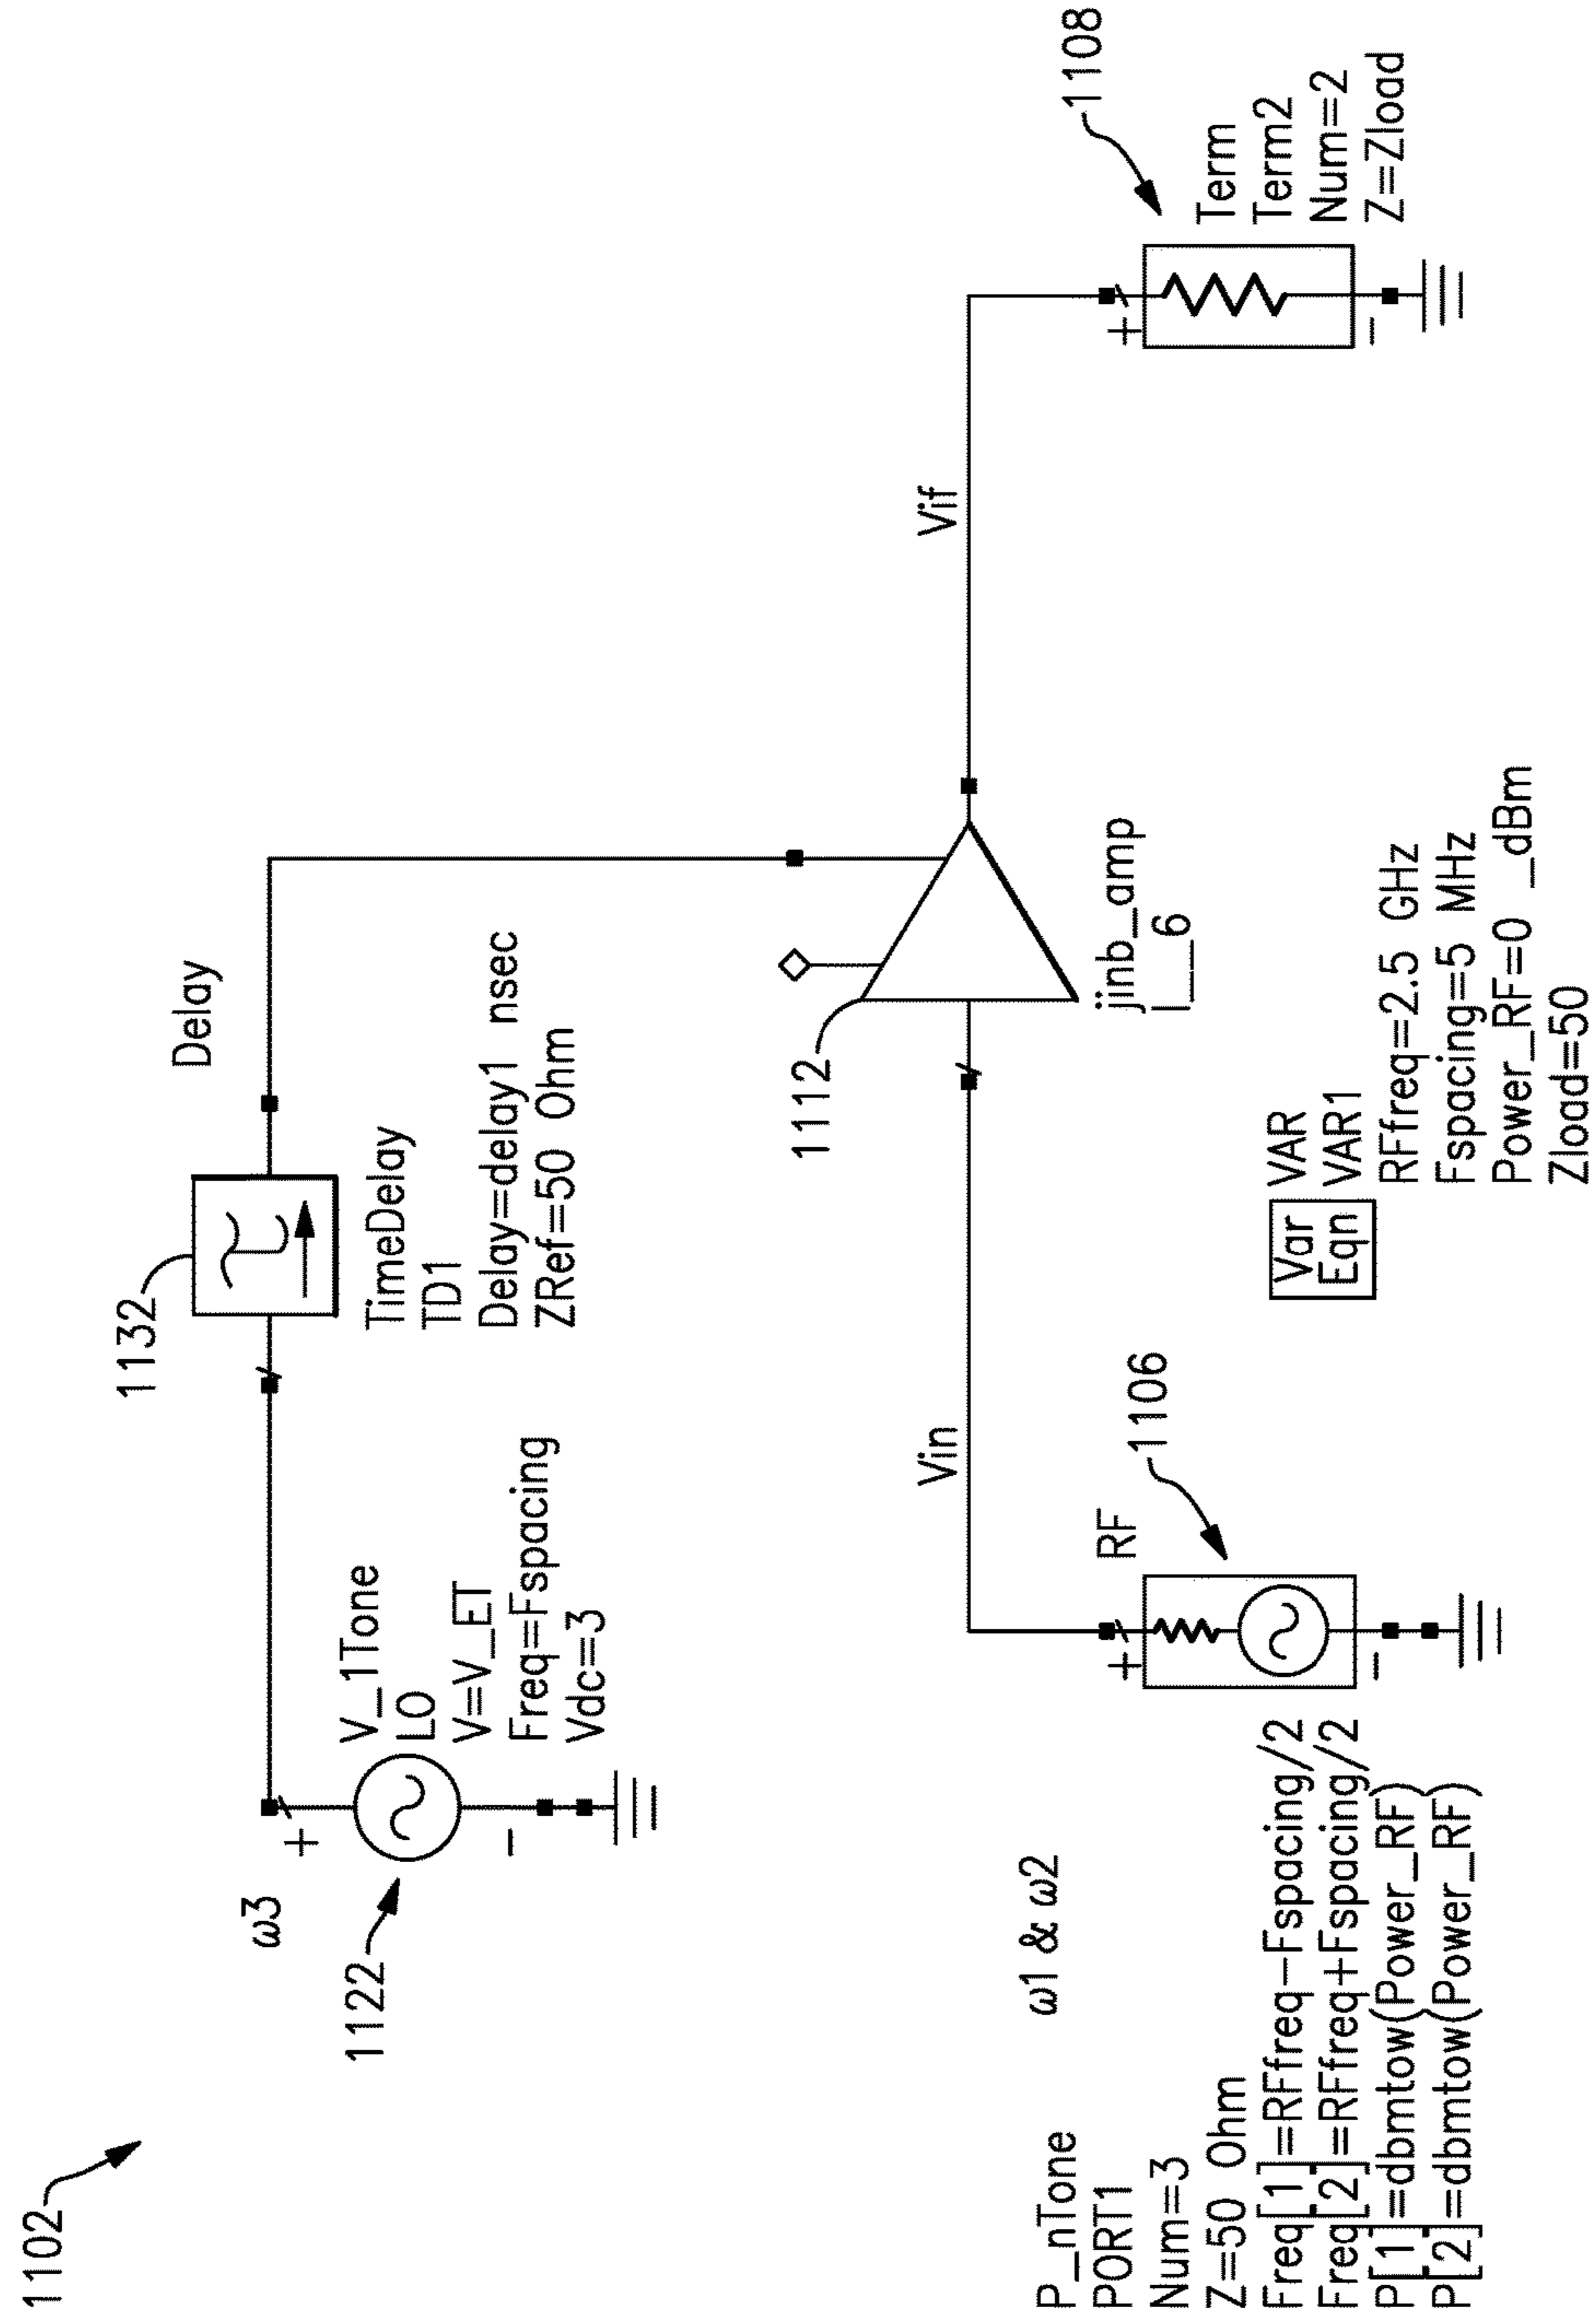 1102
ω3
1122
V_1Tone
LO
V=V_ET
Freq=Fspacing
Vdc=3
+
-
1132
TimeDelay
TD1
Delay=delay1 nsec
ZRef=50 Ohm
Delay
ω1 & ω2
P_nTone
PORT1
Num=3
Z=50 Ohm
Freq[1]=RFfreq-Fspacing/2
Freq[2]=RFfreq+Fspacing/2
P[1]=dbmtow(Power_RF)
P[2]=dbmtow(Power_RF)
Vin
RF
1106
+
-
1112
jinb_amp
Var
Eqn
VAR
VAR1
RFfreq=2.5 GHz
Fspacing=5 MHz
Power_RF=0 _dBm
Zload=50
Vif
1108
+
-
Term
Term2
Num=2
Z=Zload